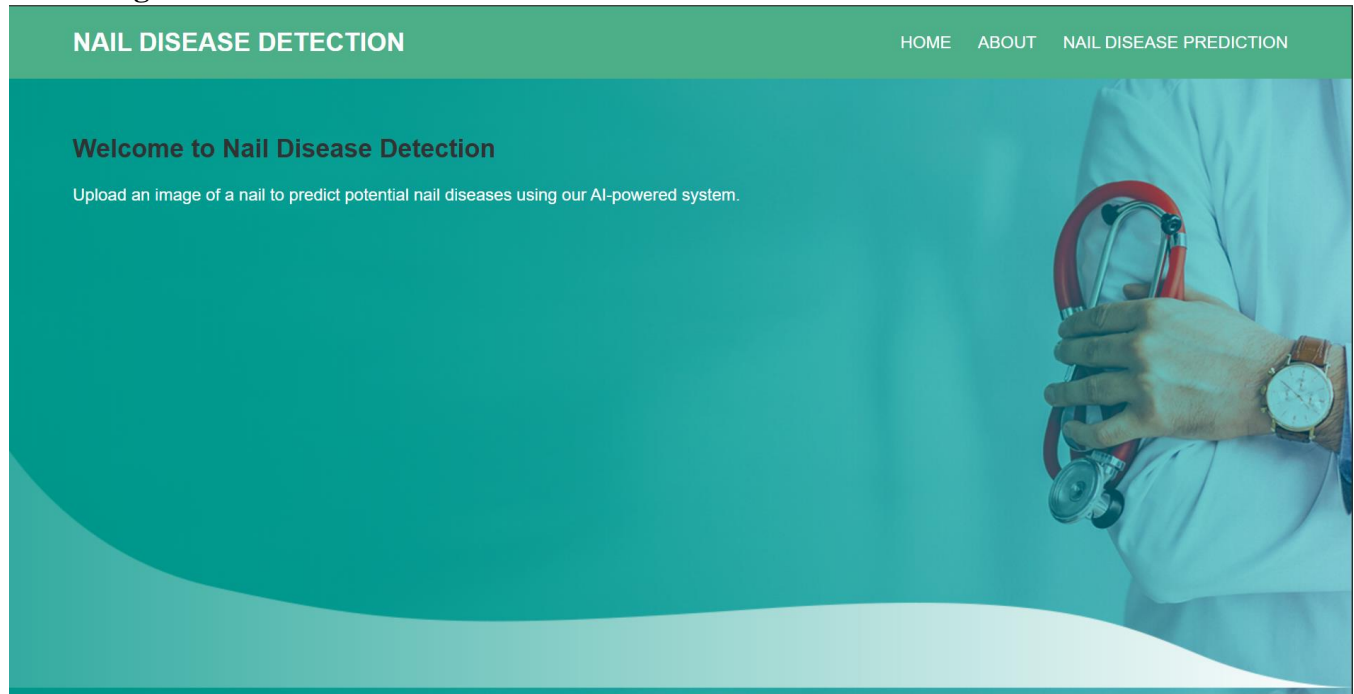 NAIL DISEASE DETECTION
HOME ABOUT NAIL DISEASE PREDICTION
Welcome to Nail Disease Detection
Upload an image of a nail to predict potential nail diseases using our AI-powered system.